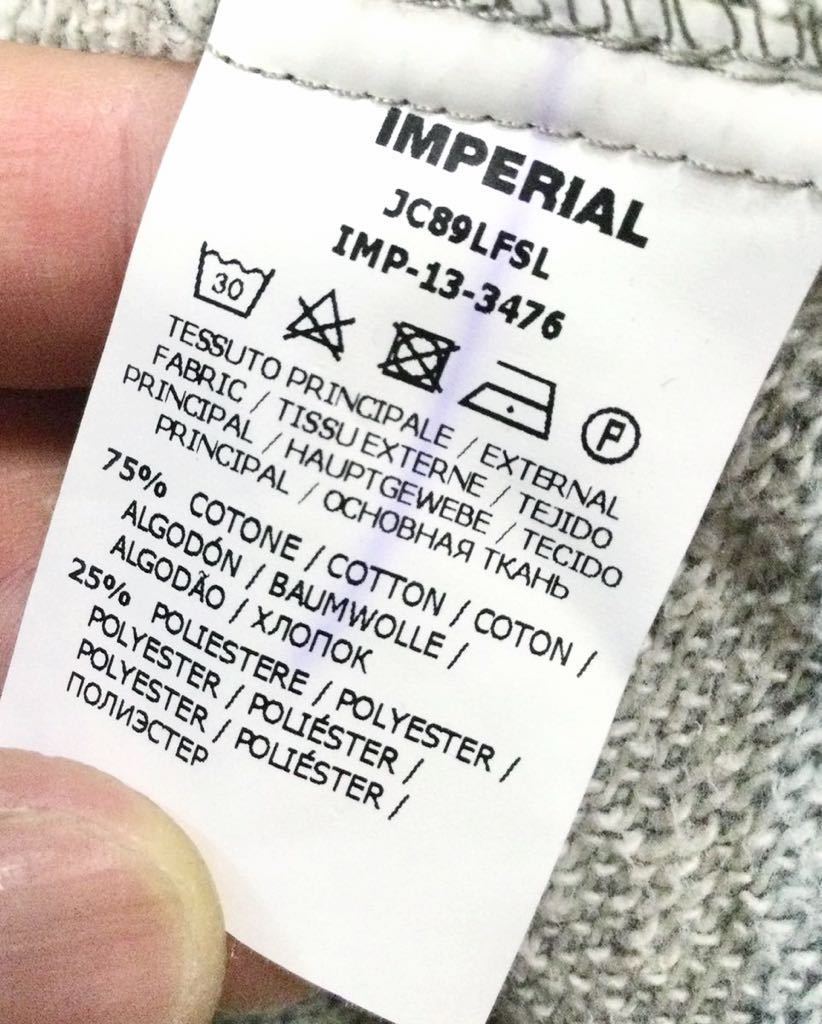 IMPERIAL
JC89LFSL
IMP-13-3476
30
P
TESSUTO PRINCIPALE / EXTERNAL
FABRIC / TISSU EXTERNE / TEJIDO
PRINCIPAL / HAUPTGEWEBE / TECIDO
PRINCIPAL / ОСНОВНАЯ ТКАНЬ
75% COTONE / COTTON / COTON /
ALGODÓN / BAUMWOLLE /
ALGODÃO / ХЛОПОК
25% POLIESTERE / POLYESTER /
POLYESTER / POLIÉSTER /
POLYESTER / POLIÉSTER /
ПОЛИЭСТЕР